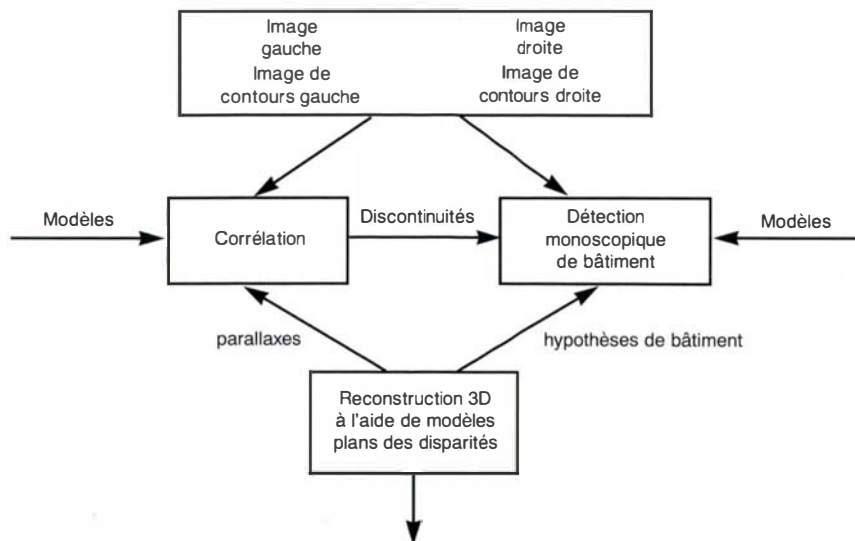 Image
gauche
Image de
contours gauche
Image
droite
Image de
contours droite
Modèles
Corrélation
Discontinuités
Détection
monoscopique
de bâtiment
Modèles
parallaxes
hypothèses de bâtiment
Reconstruction 3D
à l'aide de modèles
plans des disparités